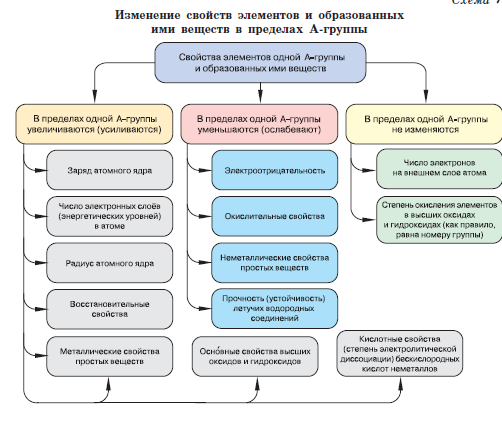 Схема 7
Изменение свойств элементов и образованных
ими веществ в пределах А-группы
Свойства элементов одной А-группы
и образованных ими веществ
В пределах одной А-группы
увеличиваются (усиливаются)
В пределах одной А-группы
уменьшаются (ослабевают)
В пределах одной А-группы
не изменяются
Заряд атомного ядра
Электроотрицательность
Число электронов
на внешнем слое атома
Число электронных слоёв
(энергетических уровней)
в атоме
Окислительные свойства
Степень окисления элементов
в высших оксидах
и гидроксидах (как правило,
равна номеру группы)
Радиус атомного ядра
Неметаллические свойства
простых веществ
Восстановительные
свойства
Прочность (устойчивость)
летучих водородных
соединений
Металлические свойства
простых веществ
Осно́вные свойства высших
оксидов и гидроксидов
Кислотные свойства
(степень электролитической
диссоциации) бескислородных
кислот неметаллов